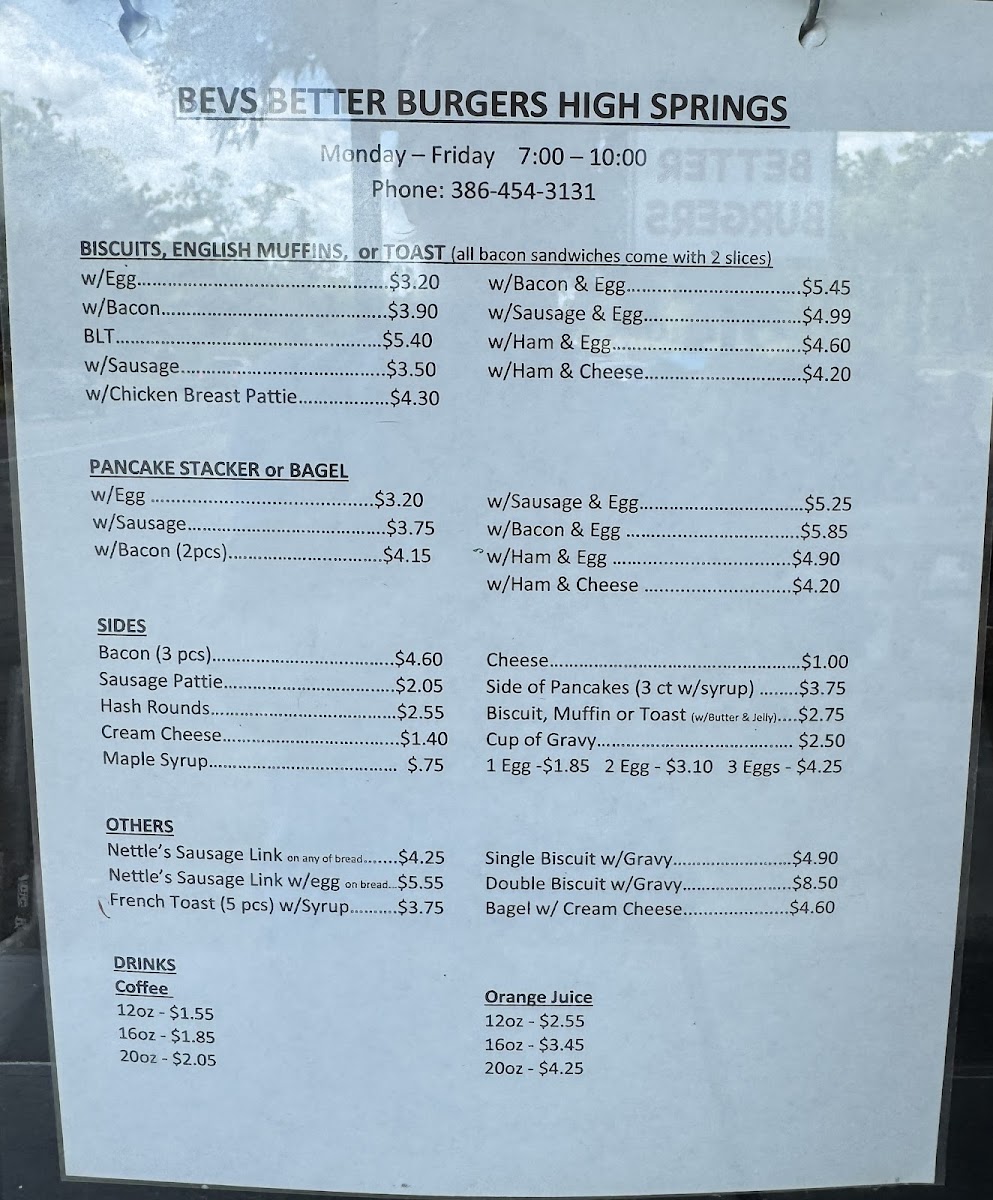 BEVS BETTER BURGERS HIGH SPRINGS
Monday – Friday 7:00 – 10:00
Phone: 386-454-3131
BETTER
BURGERS
BISCUITS, ENGLISH MUFFINS, or TOAST (all bacon sandwiches come with 2 slices)
w/Egg..........$3.20
w/Bacon..........$3.90
BLT..........$5.40
w/Sausage..........$3.50
w/Chicken Breast Pattie..........$4.30
w/Bacon & Egg..........$5.45
w/Sausage & Egg..........$4.99
w/Ham & Egg..........$4.60
w/Ham & Cheese..........$4.20
PANCAKE STACKER or BAGEL
w/Egg ..........$3.20
w/Sausage..........$3.75
w/Bacon (2pcs)..........$4.15
w/Sausage & Egg..........$5.25
w/Bacon & Egg ..........$5.85
w/Ham & Egg ..........$4.90
w/Ham & Cheese ..........$4.20
SIDES
Bacon (3 pcs)..........$4.60
Sausage Pattie..........$2.05
Hash Rounds..........$2.55
Cream Cheese..........$1.40
Maple Syrup.......... $.75
Cheese..........$1.00
Side of Pancakes (3 ct w/syrup) ........$3.75
Biscuit, Muffin or Toast (w/Butter & Jelly)....$2.75
Cup of Gravy.......... $2.50
1 Egg -$1.85 2 Egg - $3.10 3 Eggs - $4.25
OTHERS
Nettle's Sausage Link on any of bread.......$4.25
Nettle's Sausage Link w/egg on bread...$5.55
French Toast (5 pcs) w/Syrup..........$3.75
Single Biscuit w/Gravy..........$4.90
Double Biscuit w/Gravy..........$8.50
Bagel w/ Cream Cheese..........$4.60
DRINKS
Coffee
12oz - $1.55
16oz - $1.85
20oz - $2.05
Orange Juice
12oz - $2.55
16oz - $3.45
20oz - $4.25